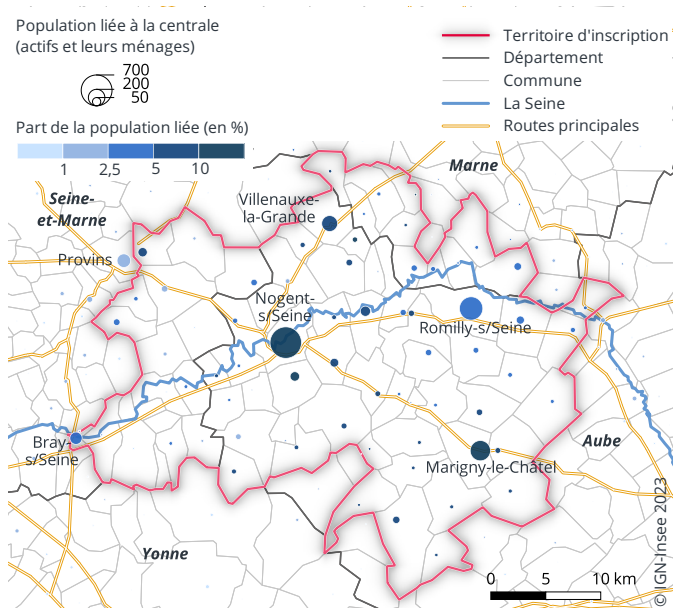 Population liée à la centrale
(actifs et leurs ménages)
700
200
50
Part de la population liée (en %)
1 2,5 5 10
Territoire d'inscription
Département
Commune
La Seine
Routes principales
Marne
Seine-
et-Marne
Villenauxe-
la-Grande
Provins
Nogent-
s/Seine
Romilly-s/Seine
Bray-
s/Seine
Aube
Marigny-le-Châtel
Yonne
0 5 10 km
© IGN-Insee 2023